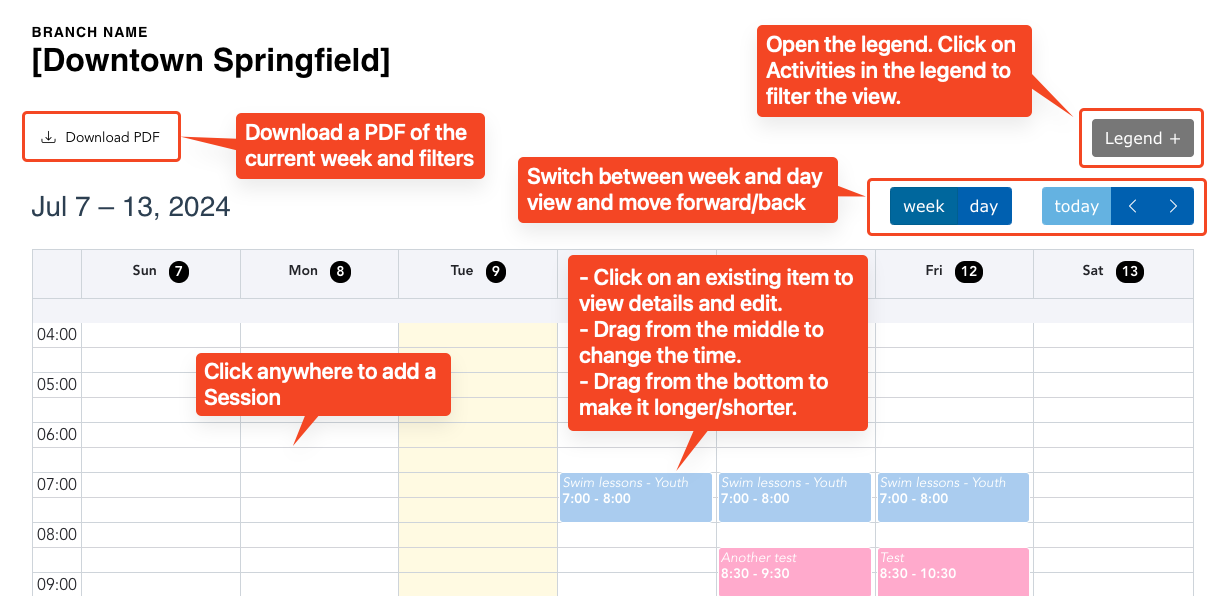 BRANCH NAME
[Downtown Springfield]
Open the legend. Click on
Activities in the legend to
filter the view.
Download PDF
Download a PDF of the
current week and filters
Legend +
Switch between week and day
view and move forward/back
Jul 7 – 13, 2024
week day today < >
Sun 7 Mon 8 Tue 9 Fri 12 Sat 13
- Click on an existing item to
view details and edit.
- Drag from the middle to
change the time.
- Drag from the bottom to
make it longer/shorter.
04:00
Click anywhere to add a
Session
05:00
06:00
07:00
Swim lessons - Youth
7:00 - 8:00
Swim lessons - Youth
7:00 - 8:00
Swim lessons - Youth
7:00 - 8:00
08:00
Another test
8:30 - 9:30
Test
8:30 - 10:30
09:00